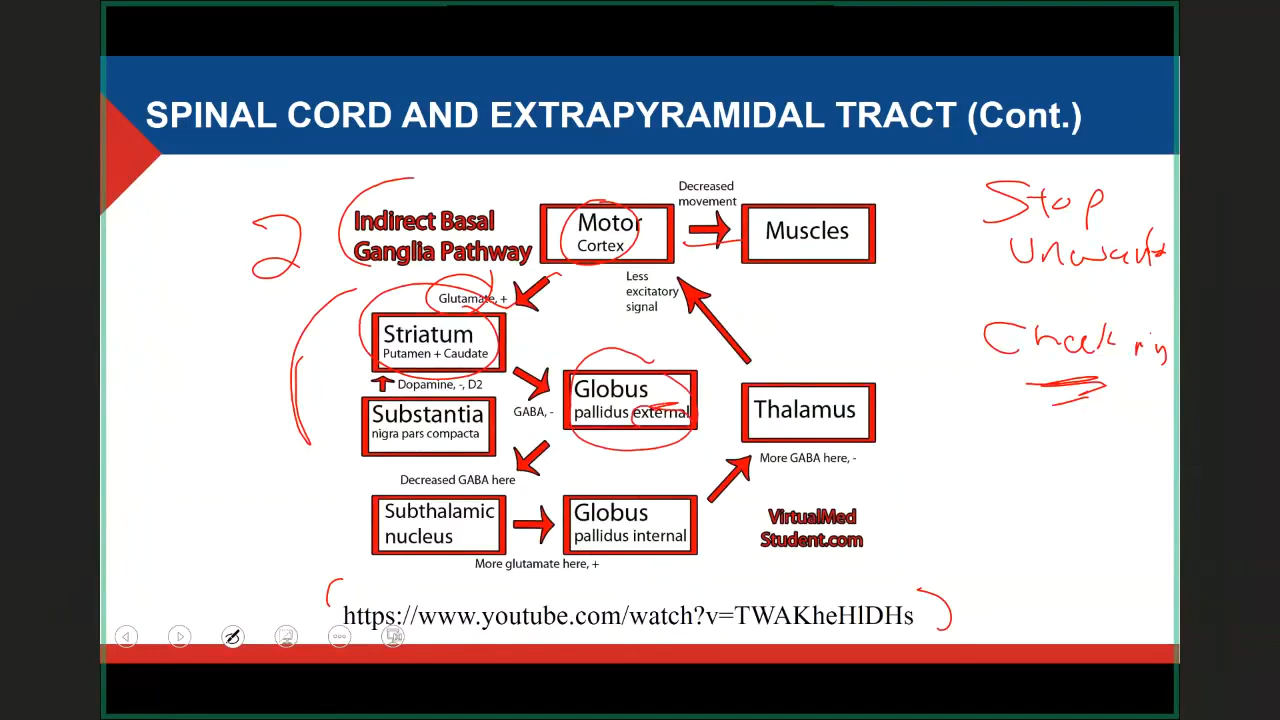 SPINAL CORD AND EXTRAPYRAMIDAL TRACT (Cont.)
2
Indirect Basal
Ganglia Pathway
Motor
Cortex
Decreased
movement
Muscles
Stop
Less
excitatory
signal
Glutamate, +
Striatum
Putamen + Caudate
Dopamine, -, D2
Substantia
nigra pars compacta
GABA, -
Globus
pallidus external
Thalamus
More GABA here, -
Decreased GABA here
Subthalamic
nucleus
Globus
pallidus internal
More glutamate here, +
VirtualMed
Student.com
https://www.youtube.com/watch?v=TWAKheHlDHs